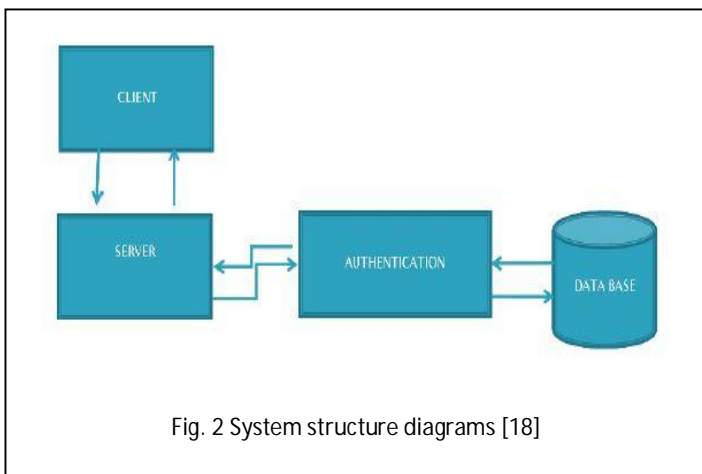 CLIENT
SERVER
AUTHENTICATION
DATA BASE
Fig. 2 System structure diagrams [18]